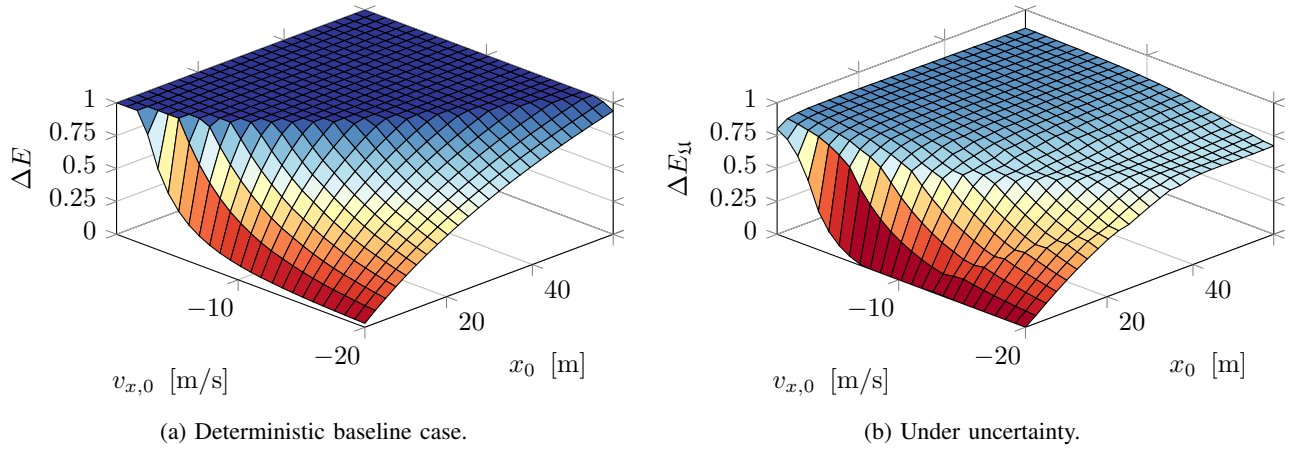 1
0.75
0.5
0.25
0
ΔE
−10
−20
v_{x,0} [m/s]
20
40
x_0 [m]
(a) Deterministic baseline case.
1
0.75
0.5
0.25
0
ΔE_𝔘
−10
−20
v_{x,0} [m/s]
20
40
x_0 [m]
(b) Under uncertainty.